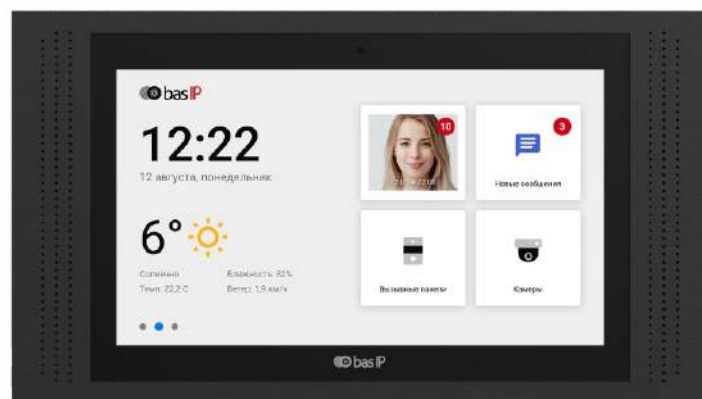 bas IP
12:22
12 августа, понедельник
6°
Солнечно
Влажность: 82%
Темп: 22,2 C
Ветер: 1,9 км/ч
10
3
Новые сообщения
Вызывные панели
Камеры
bas IP